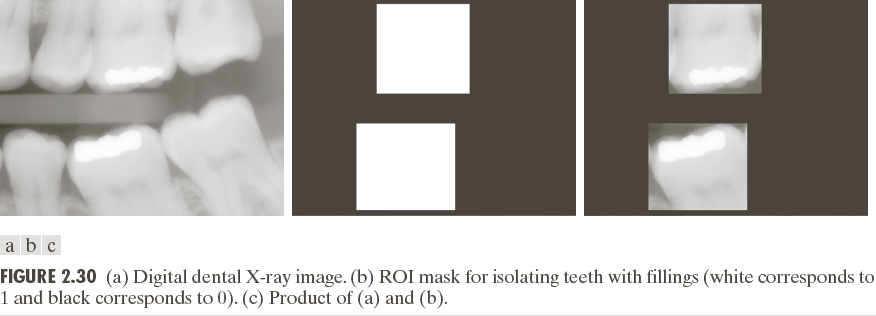 a b c
FIGURE 2.30 (a) Digital dental X-ray image. (b) ROI mask for isolating teeth with fillings (white corresponds to
1 and black corresponds to 0). (c) Product of (a) and (b).